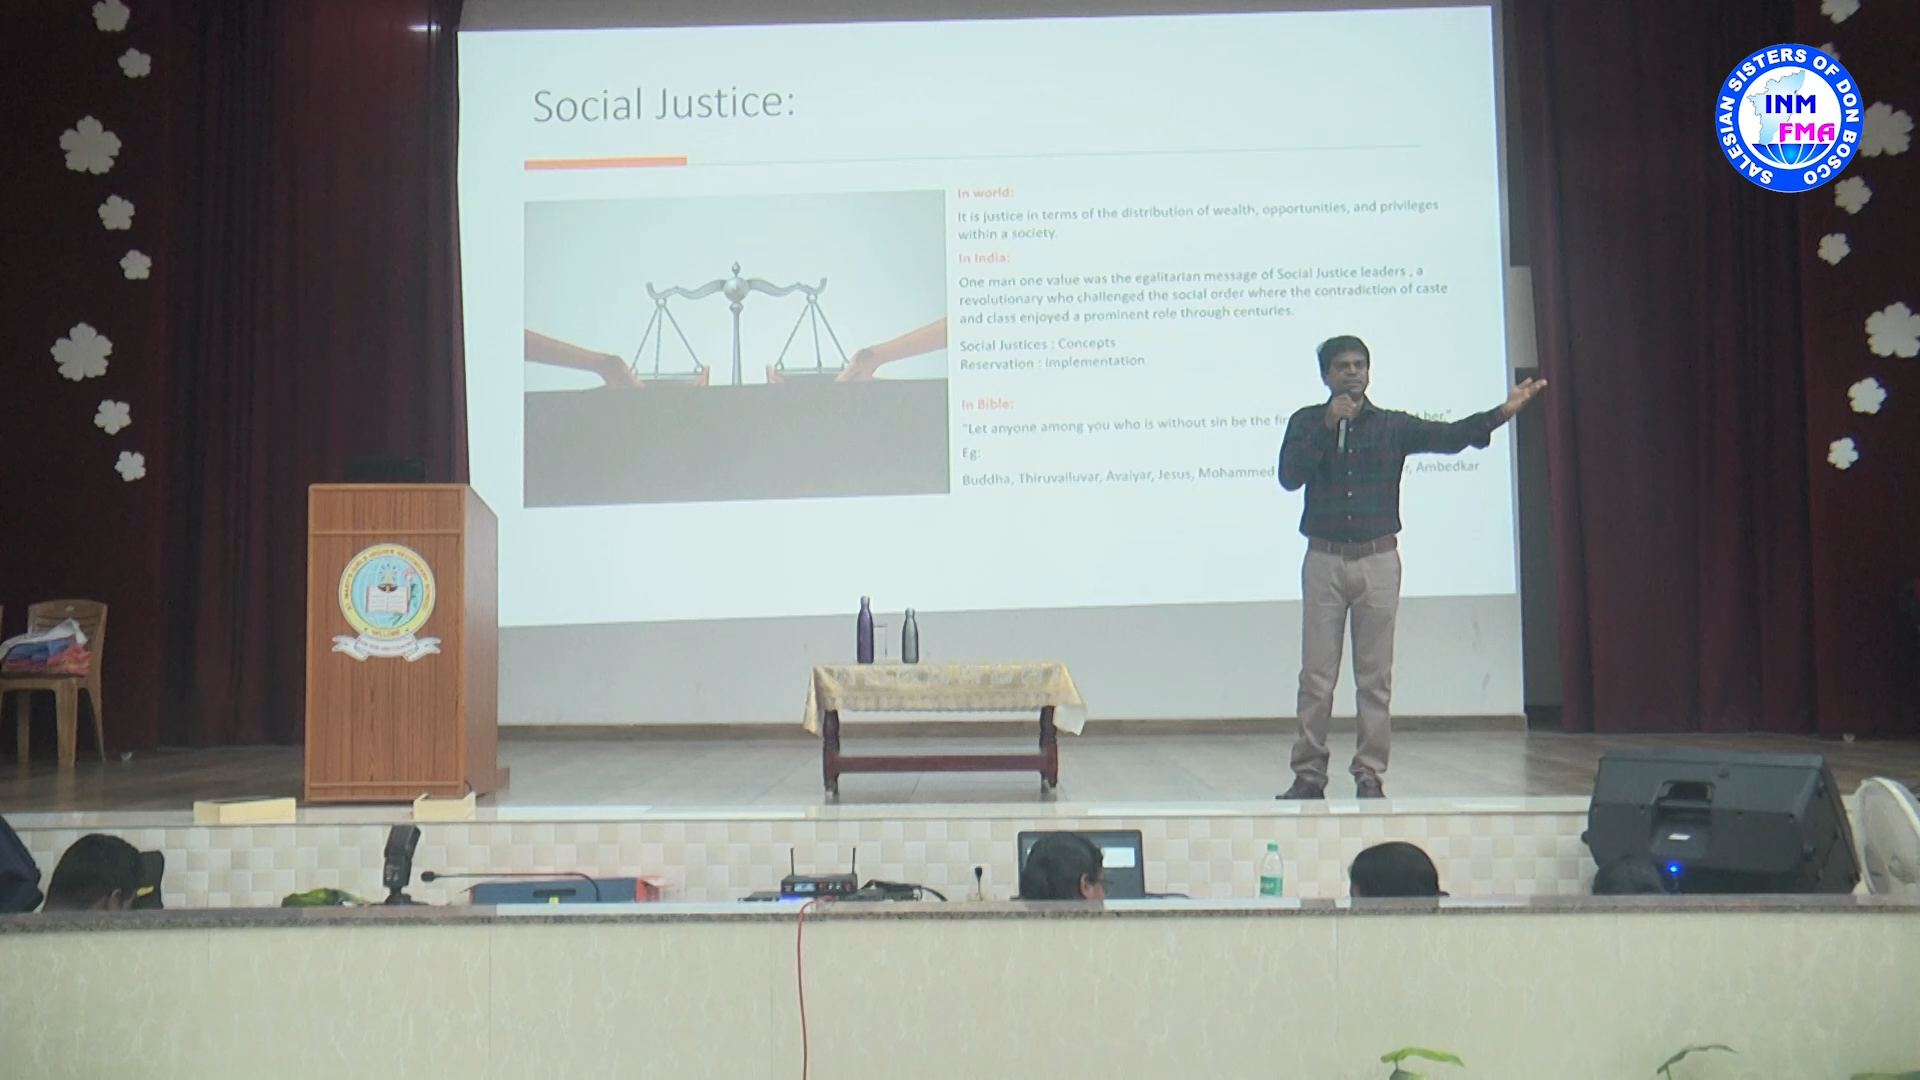 Social Justice:
In world:
It is justice in terms of the distribution of wealth, opportunities, and privileges
within a society.
In India:
One man one value was the egalitarian message of Social Justice leaders , a
revolutionary who challenged the social order where the contradiction of caste
and class enjoyed a prominent role through centuries.
Social Justices : Concepts
Reservation : implementation
In Bible:
"Let anyone among you who is without sin be the her."
Eg:
Buddha, Thiruvalluvar, Avaiyar, Jesus, Mohammed Ambedkar
SALESIAN SISTERS OF DON BOSCO
INM
FMA